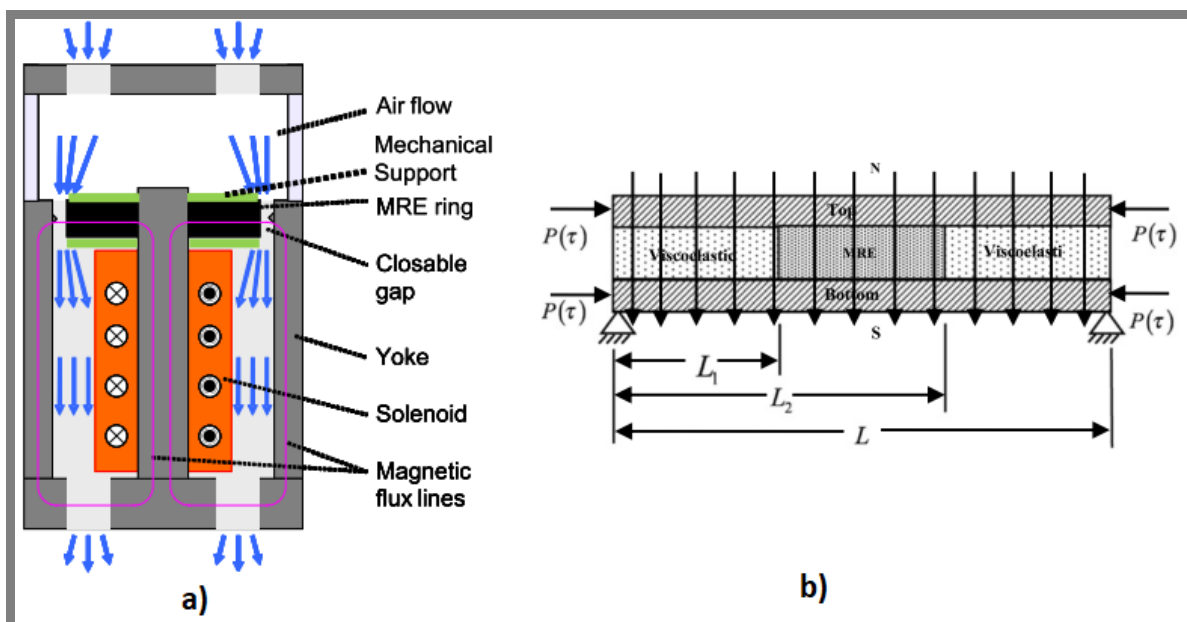 Air flow
Mechanical
Support
MRE ring
Closable
gap
Yoke
Solenoid
Magnetic
flux lines
a)
N
Top
P(τ)
P(τ)
Viscoelastic
MRE
Viscoelasti
Bottom
P(τ)
P(τ)
S
L₁
L₂
L
b)